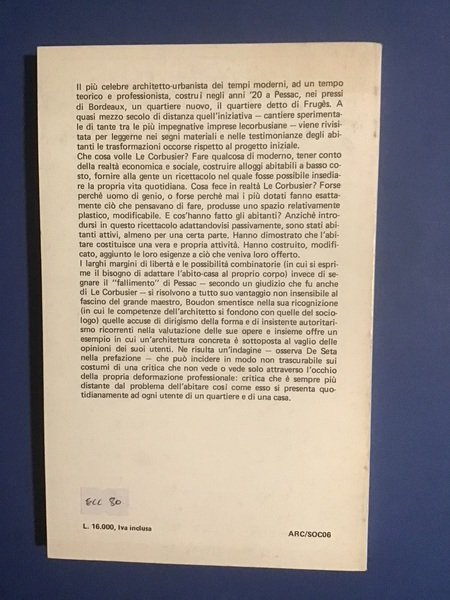 Il più celebre architetto-urbanista dei tempi moderni, ad un tempo
teorico e professionista, costruì negli anni '20 a Pessac, nei pressi
di Bordeaux, un quartiere nuovo, il quartiere detto di Frugès. A
quasi mezzo secolo di distanza quell'iniziativa — cantiere sperimenta-
le di tante tra le più impegnative imprese lecorbusiane — viene rivisi-
tata per leggerne nei segni materiali e nelle testimonianze degli abi-
tanti le trasformazioni occorse rispetto al progetto iniziale.
Che cosa volle Le Corbusier? Fare qualcosa di moderno, tener conto
della realtà economica e sociale, costruire alloggi abitabili a basso co-
sto, fornire alla gente un ricettacolo nel quale fosse possibile insedia-
re la propria vita quotidiana. Cosa fece in realtà Le Corbusier? Forse
perché uomo di genio, o forse perché mai i più dotati fanno esatta-
mente ciò che pensavano di fare, produsse uno spazio relativamente
plastico, modificabile. E cos'hanno fatto gli abitanti? Anziché intro-
dursi in questo ricettacolo adattandovisi passivamente, sono stati abi-
tanti attivi, almeno per una certa parte. Hanno dimostrato che l'abi-
tare costituisce una vera e propria attività. Hanno costruito, modifi-
cato, aggiunto le loro esigenze a ciò che veniva loro offerto.
I larghi margini di libertà e le possibilità combinatorie (in cui si espri-
me il bisogno di adattare l'abito-casa al proprio corpo) invece di se-
gnare il "fallimento" di Pessac — secondo un giudizio che fu anche
di Le Corbusier — si risolvono a tutto suo vantaggio non insensibile al
fascino del grande maestro, Boudon smentisce nella sua ricognizione
(in cui le competenze dell'architetto si fondono con quelle del socio-
logo) quelle accuse di dirigismo della forma e di insistente autoritari-
smo ricorrenti nella valutazione delle sue opere e insieme offre un
esempio in cui un'architettura concreta è sottoposta al vaglio delle
opinioni dei suoi utenti. Ne risulta un'indagine — osserva De Seta
nella prefazione — che può incidere in modo non trascurabile sui
costumi di una critica che non vede o vede solo attraverso l'occhio
della propria deformazione professionale: critica che è sempre più
distante dal problema dell'abitare così come esso si presenta quo-
tidianamente ad ogni utente di un quartiere e di una casa.
ECC 80
L. 16.000, Iva inclusa
ARC/SOC06